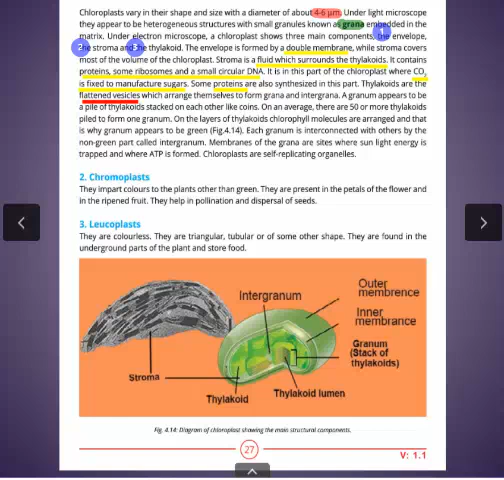 Chloroplasts vary in their shape and size with a diameter of about 4-6 μm. Under light microscope
they appear to be heterogeneous structures with small granules known as grana embedded in the
matrix. Under electron microscope, a chloroplast shows three main components, the envelope,
the stroma and the thylakoid. The envelope is formed by a double membrane, while stroma covers
most of the volume of the chloroplast. Stroma is a fluid which surrounds the thylakoids. It contains
proteins, some ribosomes and a small circular DNA. It is in this part of the chloroplast where CO₂
is fixed to manufacture sugars. Some proteins are also synthesized in this part. Thylakoids are the
flattened vesicles which arrange themselves to form grana and intergrana. A granum appears to be
a pile of thylakoids stacked on each other like coins. On an average, there are 50 or more thylakoids
piled to form one granum. On the layers of thylakoids chlorophyll molecules are arranged and that
is why granum appears to be green (Fig.4.14). Each granum is interconnected with others by the
non-green part called intergranum. Membranes of the grana are sites where sun light energy is
trapped and where ATP is formed. Chloroplasts are self-replicating organelles.
1
2
3
2. Chromoplasts
They impart colours to the plants other than green. They are present in the petals of the flower and
in the ripened fruit. They help in pollination and dispersal of seeds.
3. Leucoplasts
They are colourless. They are triangular, tubular or of some other shape. They are found in the
underground parts of the plant and store food.
Intergranum
Outer
membrence
Inner
membrance
Granum
(Stack of
thylakoids)
Stroma
Thylakoid
Thylakoid lumen
Fig. 4.14: Diagram of chloroplast showing the main structural components.
27
V: 1.1